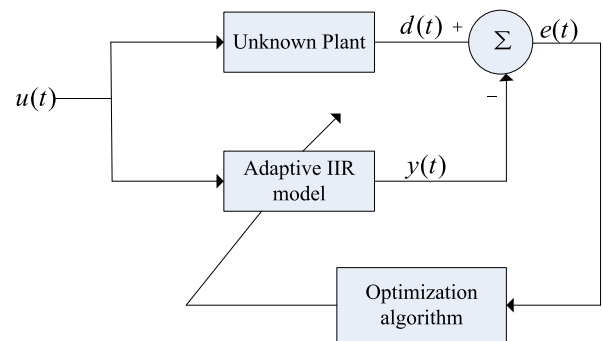 Unknown Plant
d(t) +
Σ
e(t)
u(t)
−
Adaptive IIR
model
y(t)
Optimization
algorithm